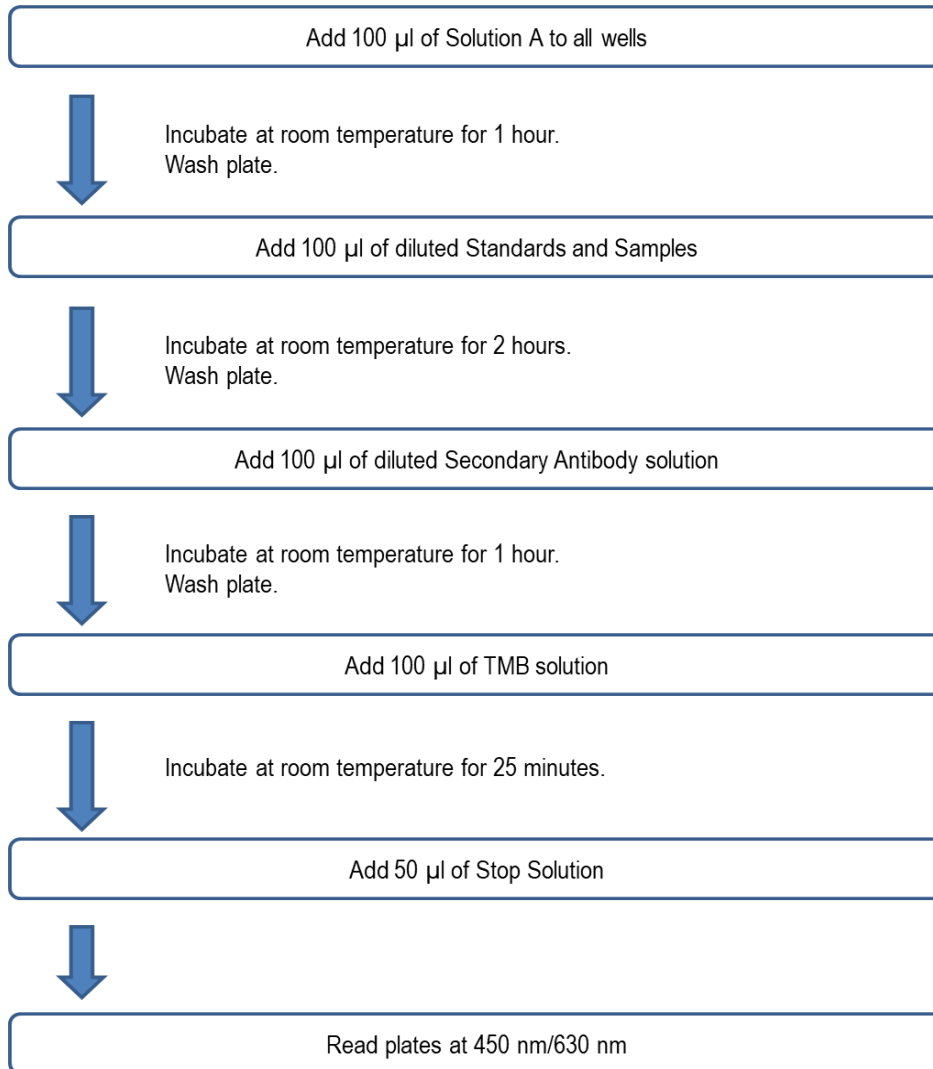 Add 100 µl of Solution A to all wells
Incubate at room temperature for 1 hour.
Wash plate.
Add 100 µl of diluted Standards and Samples
Incubate at room temperature for 2 hours.
Wash plate.
Add 100 µl of diluted Secondary Antibody solution
Incubate at room temperature for 1 hour.
Wash plate.
Add 100 µl of TMB solution
Incubate at room temperature for 25 minutes.
Add 50 µl of Stop Solution
Read plates at 450 nm/630 nm